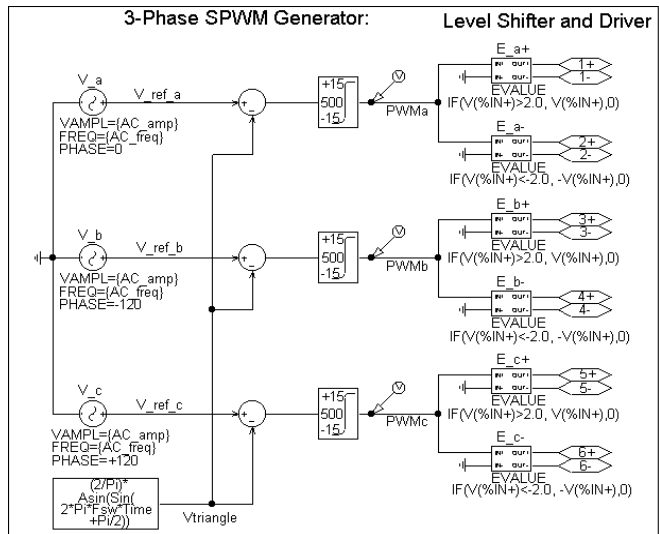 3-Phase SPWM Generator:
Level Shifter and Driver
V_a
V_ref_a
VAMPL={AC_amp}
FREQ={AC_freq}
PHASE=0
+15
500
-15
V
PWMa
E_a+
IN+ OUT+
IN- OUT-
EVALUE
IF(V(%IN+)>2.0, V(%IN+),0)
1+
1-
E_a-
IN+ OUT+
IN- OUT-
EVALUE
IF(V(%IN+)<-2.0, -V(%IN+),0)
2+
2-
V_b
V_ref_b
VAMPL={AC_amp}
FREQ={AC_freq}
PHASE=-120
+15
500
-15
V
PWMb
E_b+
IN+ OUT+
IN- OUT-
EVALUE
IF(V(%IN+)>2.0, V(%IN+),0)
3+
3-
E_b-
IN+ OUT+
IN- OUT-
EVALUE
IF(V(%IN+)<-2.0, -V(%IN+),0)
4+
4-
V_c
V_ref_c
VAMPL={AC_amp}
FREQ={AC_freq}
PHASE=+120
+15
500
-15
V
PWMc
E_c+
IN+ OUT+
IN- OUT-
EVALUE
IF(V(%IN+)>2.0, V(%IN+),0)
5+
5-
E_c-
IN+ OUT+
IN- OUT-
EVALUE
IF(V(%IN+)<-2.0, -V(%IN+),0)
6+
6-
(2/Pi)*
Asin(Sin(
2*Pi*Fsw*Time
+Pi/2))
Vtriangle